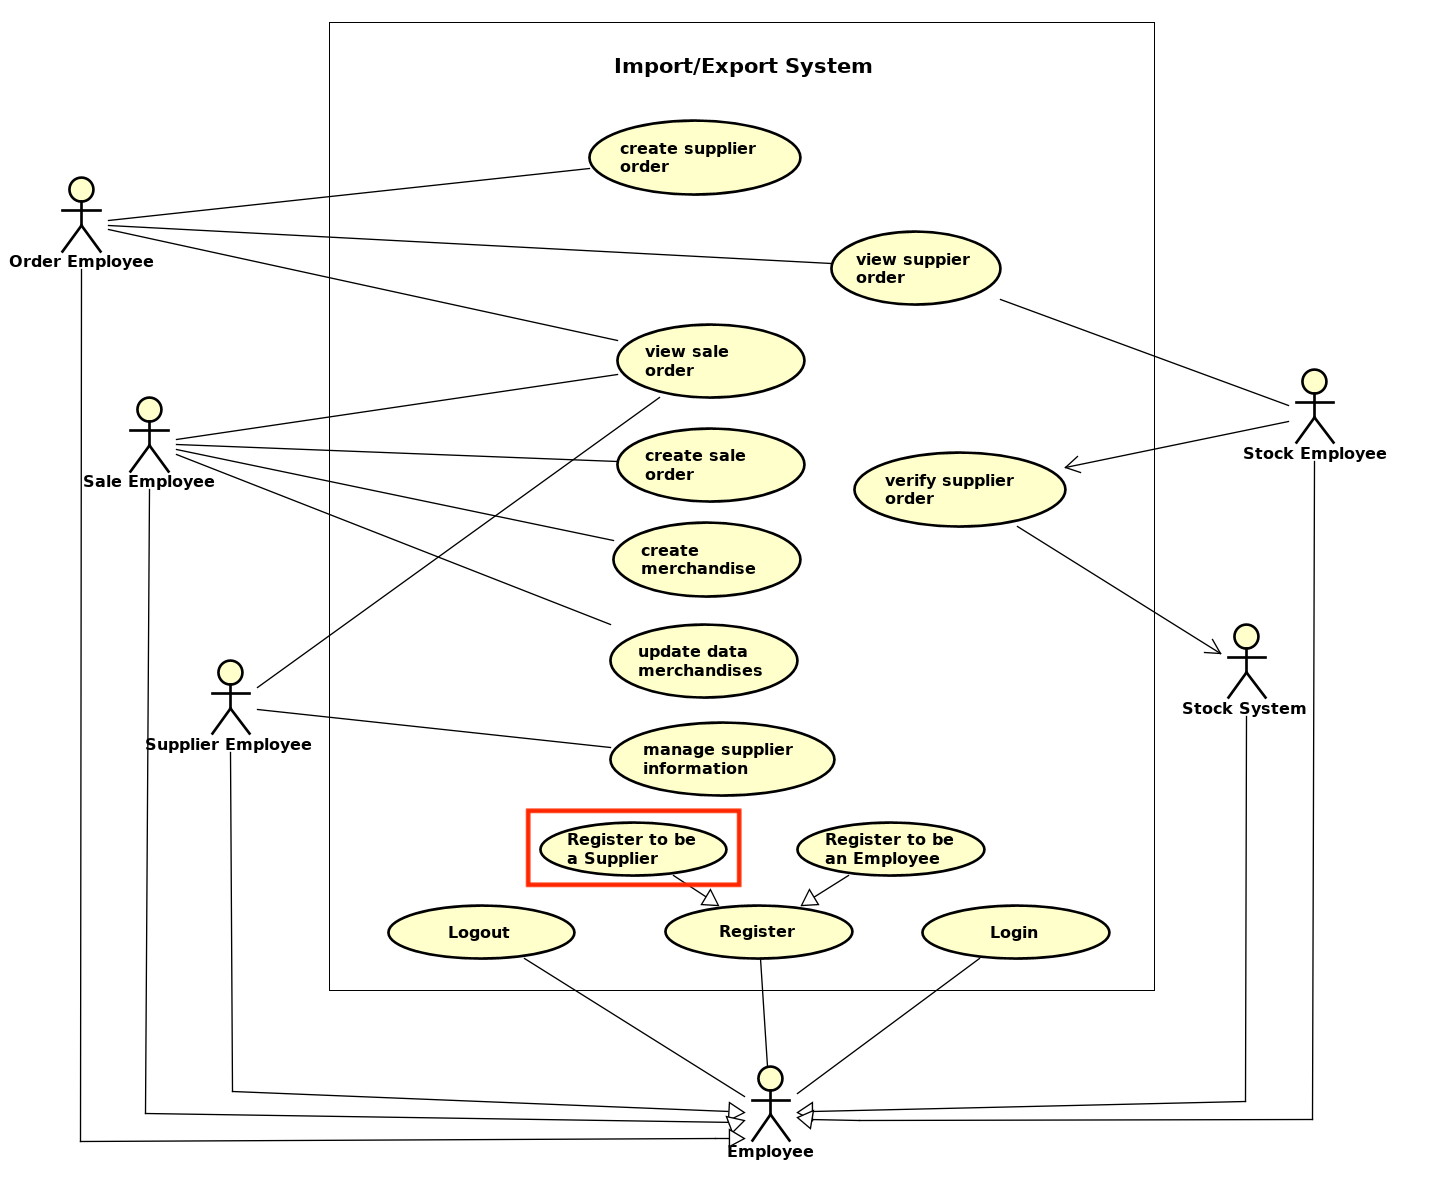 Import/Export System
create supplier
order
Order Employee
view suppier
order
view sale
order
Stock Employee
Sale Employee
create sale
order
verify supplier
order
create
merchandise
update data
merchandises
Stock System
Supplier Employee
manage supplier
information
Register to be
a Supplier
Register to be
an Employee
Logout
Register
Login
Employee